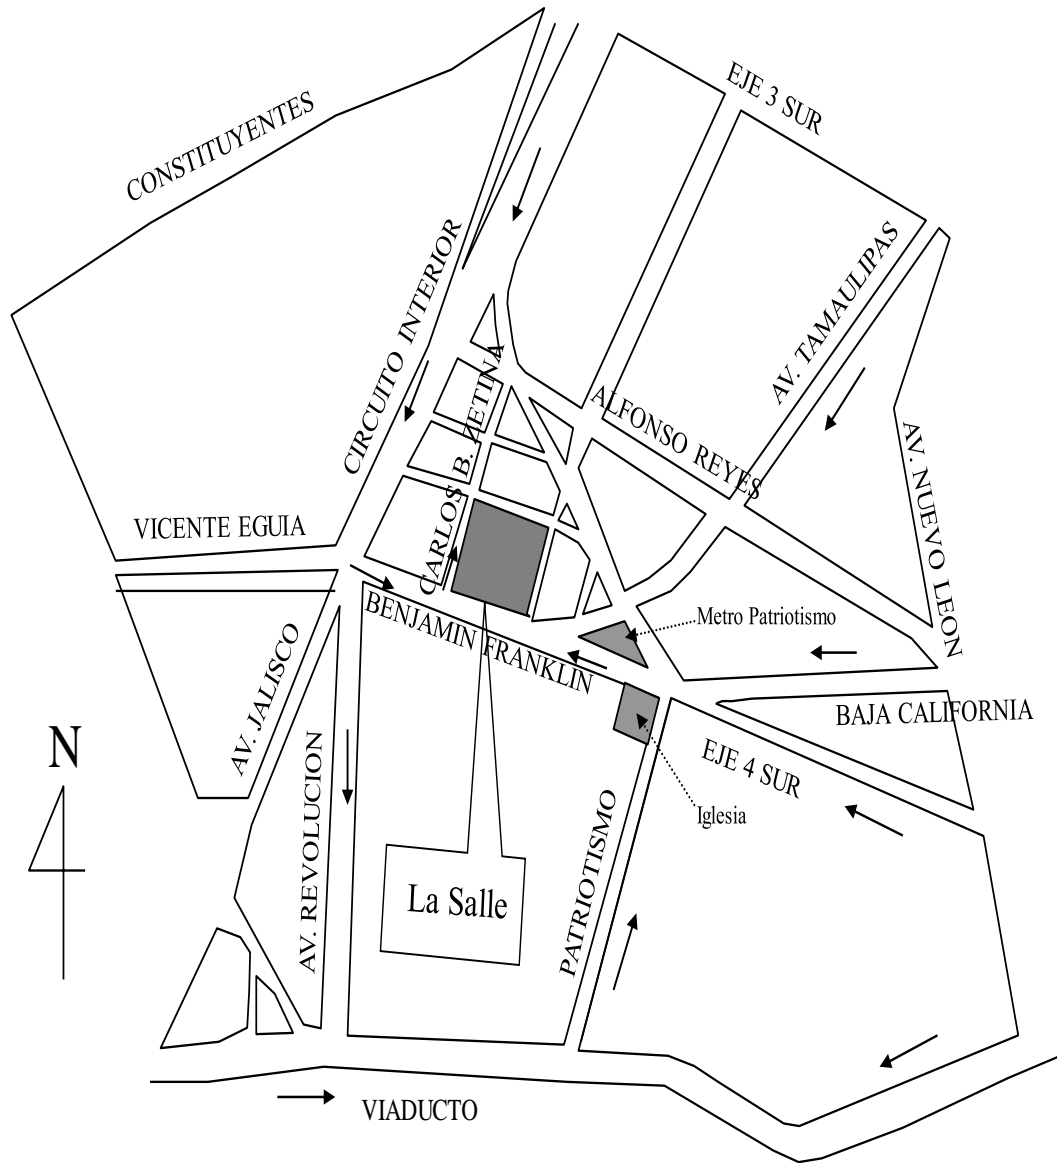 EJE 3 SUR
CONSTITUYENTES
CIRCUITO INTERIOR
AV. TAMAULIPAS
CARLOS B. ZETINA
ALFONSO REYES
AV. NUEVO LEON
VICENTE EGUIA
BENJAMIN FRANKLIN
Metro Patriotismo
AV. JALISCO
BAJA CALIFORNIA
N
AV. REVOLUCION
EJE 4 SUR
PATRIOTISMO
Iglesia
La Salle
VIADUCTO